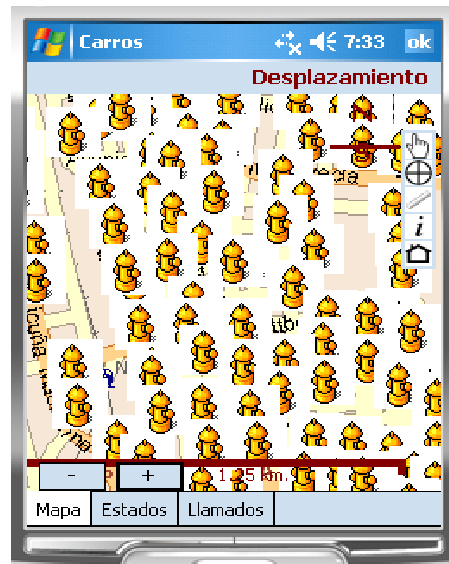 Carros 7:33 ok
Desplazamiento
i
N
- + 1.25 Km.
Mapa Estados Llamados